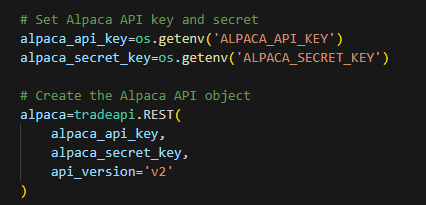 # Set Alpaca API key and secret
alpaca_api_key=os.getenv('ALPACA_API_KEY')
alpaca_secret_key=os.getenv('ALPACA_SECRET_KEY')
# Create the Alpaca API object
alpaca=tradeapi.REST(
alpaca_api_key,
alpaca_secret_key,
api_version='v2'
)